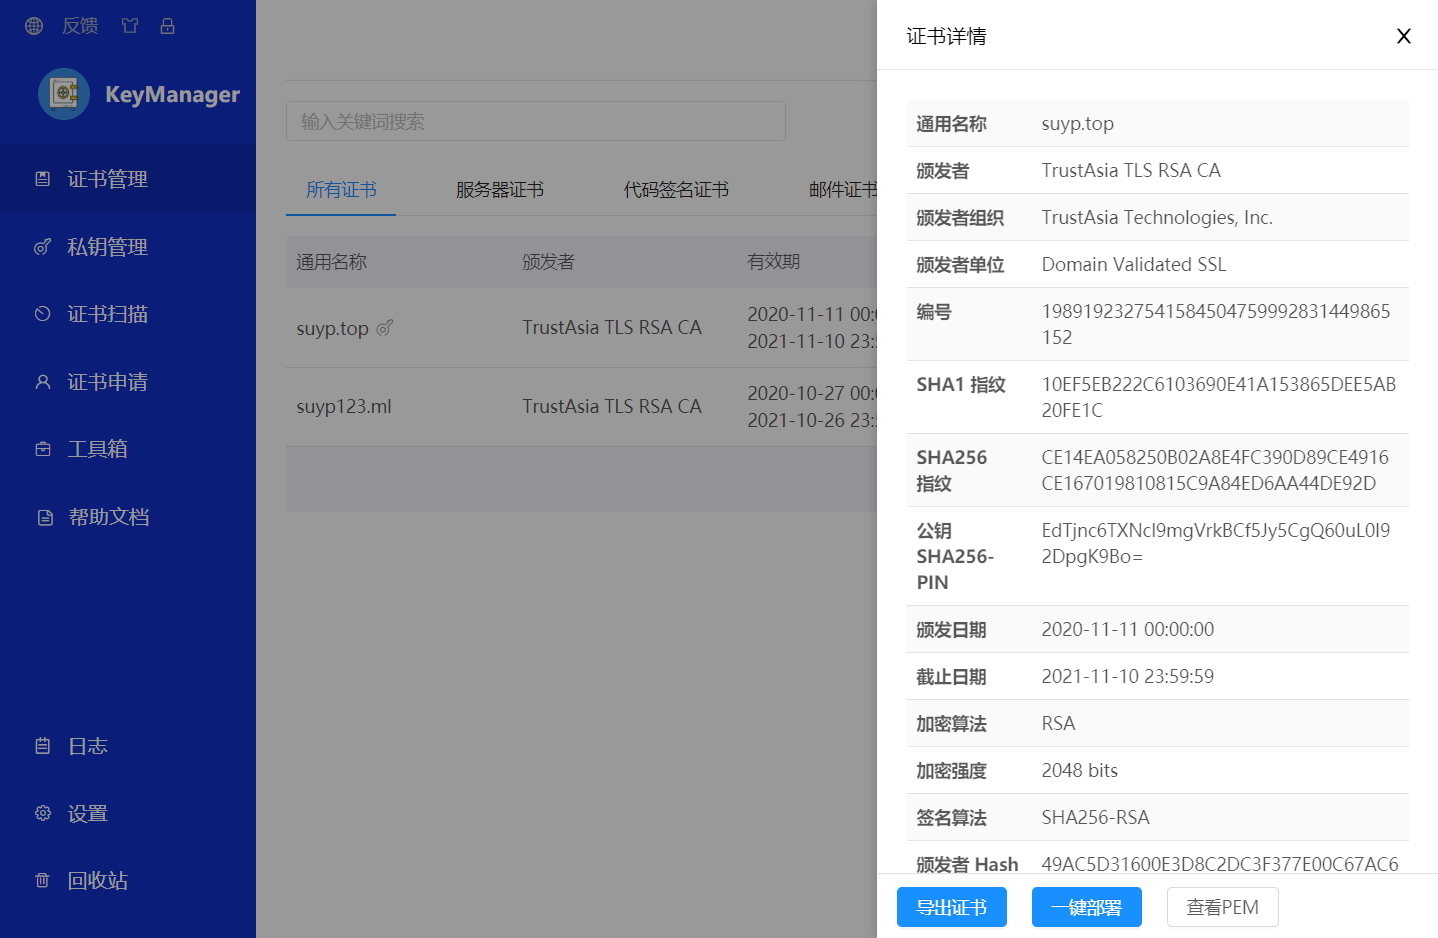 反馈
KeyManager
证书管理
私钥管理
证书扫描
证书申请
工具箱
帮助文档
日志
设置
回收站
输入关键词搜索
所有证书 服务器证书 代码签名证书 邮件证书
通用名称 颁发者 有效期
suyp.top TrustAsia TLS RSA CA 2020-11-11 00:
2021-11-10 23:
suyp123.ml TrustAsia TLS RSA CA 2020-10-27 00:
2021-10-26 23:
证书详情
通用名称 suyp.top
颁发者 TrustAsia TLS RSA CA
颁发者组织 TrustAsia Technologies, Inc.
颁发者单位 Domain Validated SSL
编号 1989192327541584504759992831449865
152
SHA1 指纹 10EF5EB222C6103690E41A153865DEE5AB
20FE1C
SHA256 CE14EA058250B02A8E4FC390D89CE4916
指纹 CE167019810815C9A84ED6AA44DE92D
公钥 EdTjnc6TXNcl9mgVrkBCf5Jy5CgQ60uL0I9
SHA256- 2DpgK9Bo=
PIN
颁发日期 2020-11-11 00:00:00
截止日期 2021-11-10 23:59:59
加密算法 RSA
加密强度 2048 bits
签名算法 SHA256-RSA
颁发者 Hash 49AC5D31600E3D8C2DC3F377E00C67AC6
导出证书 一键部署 查看PEM